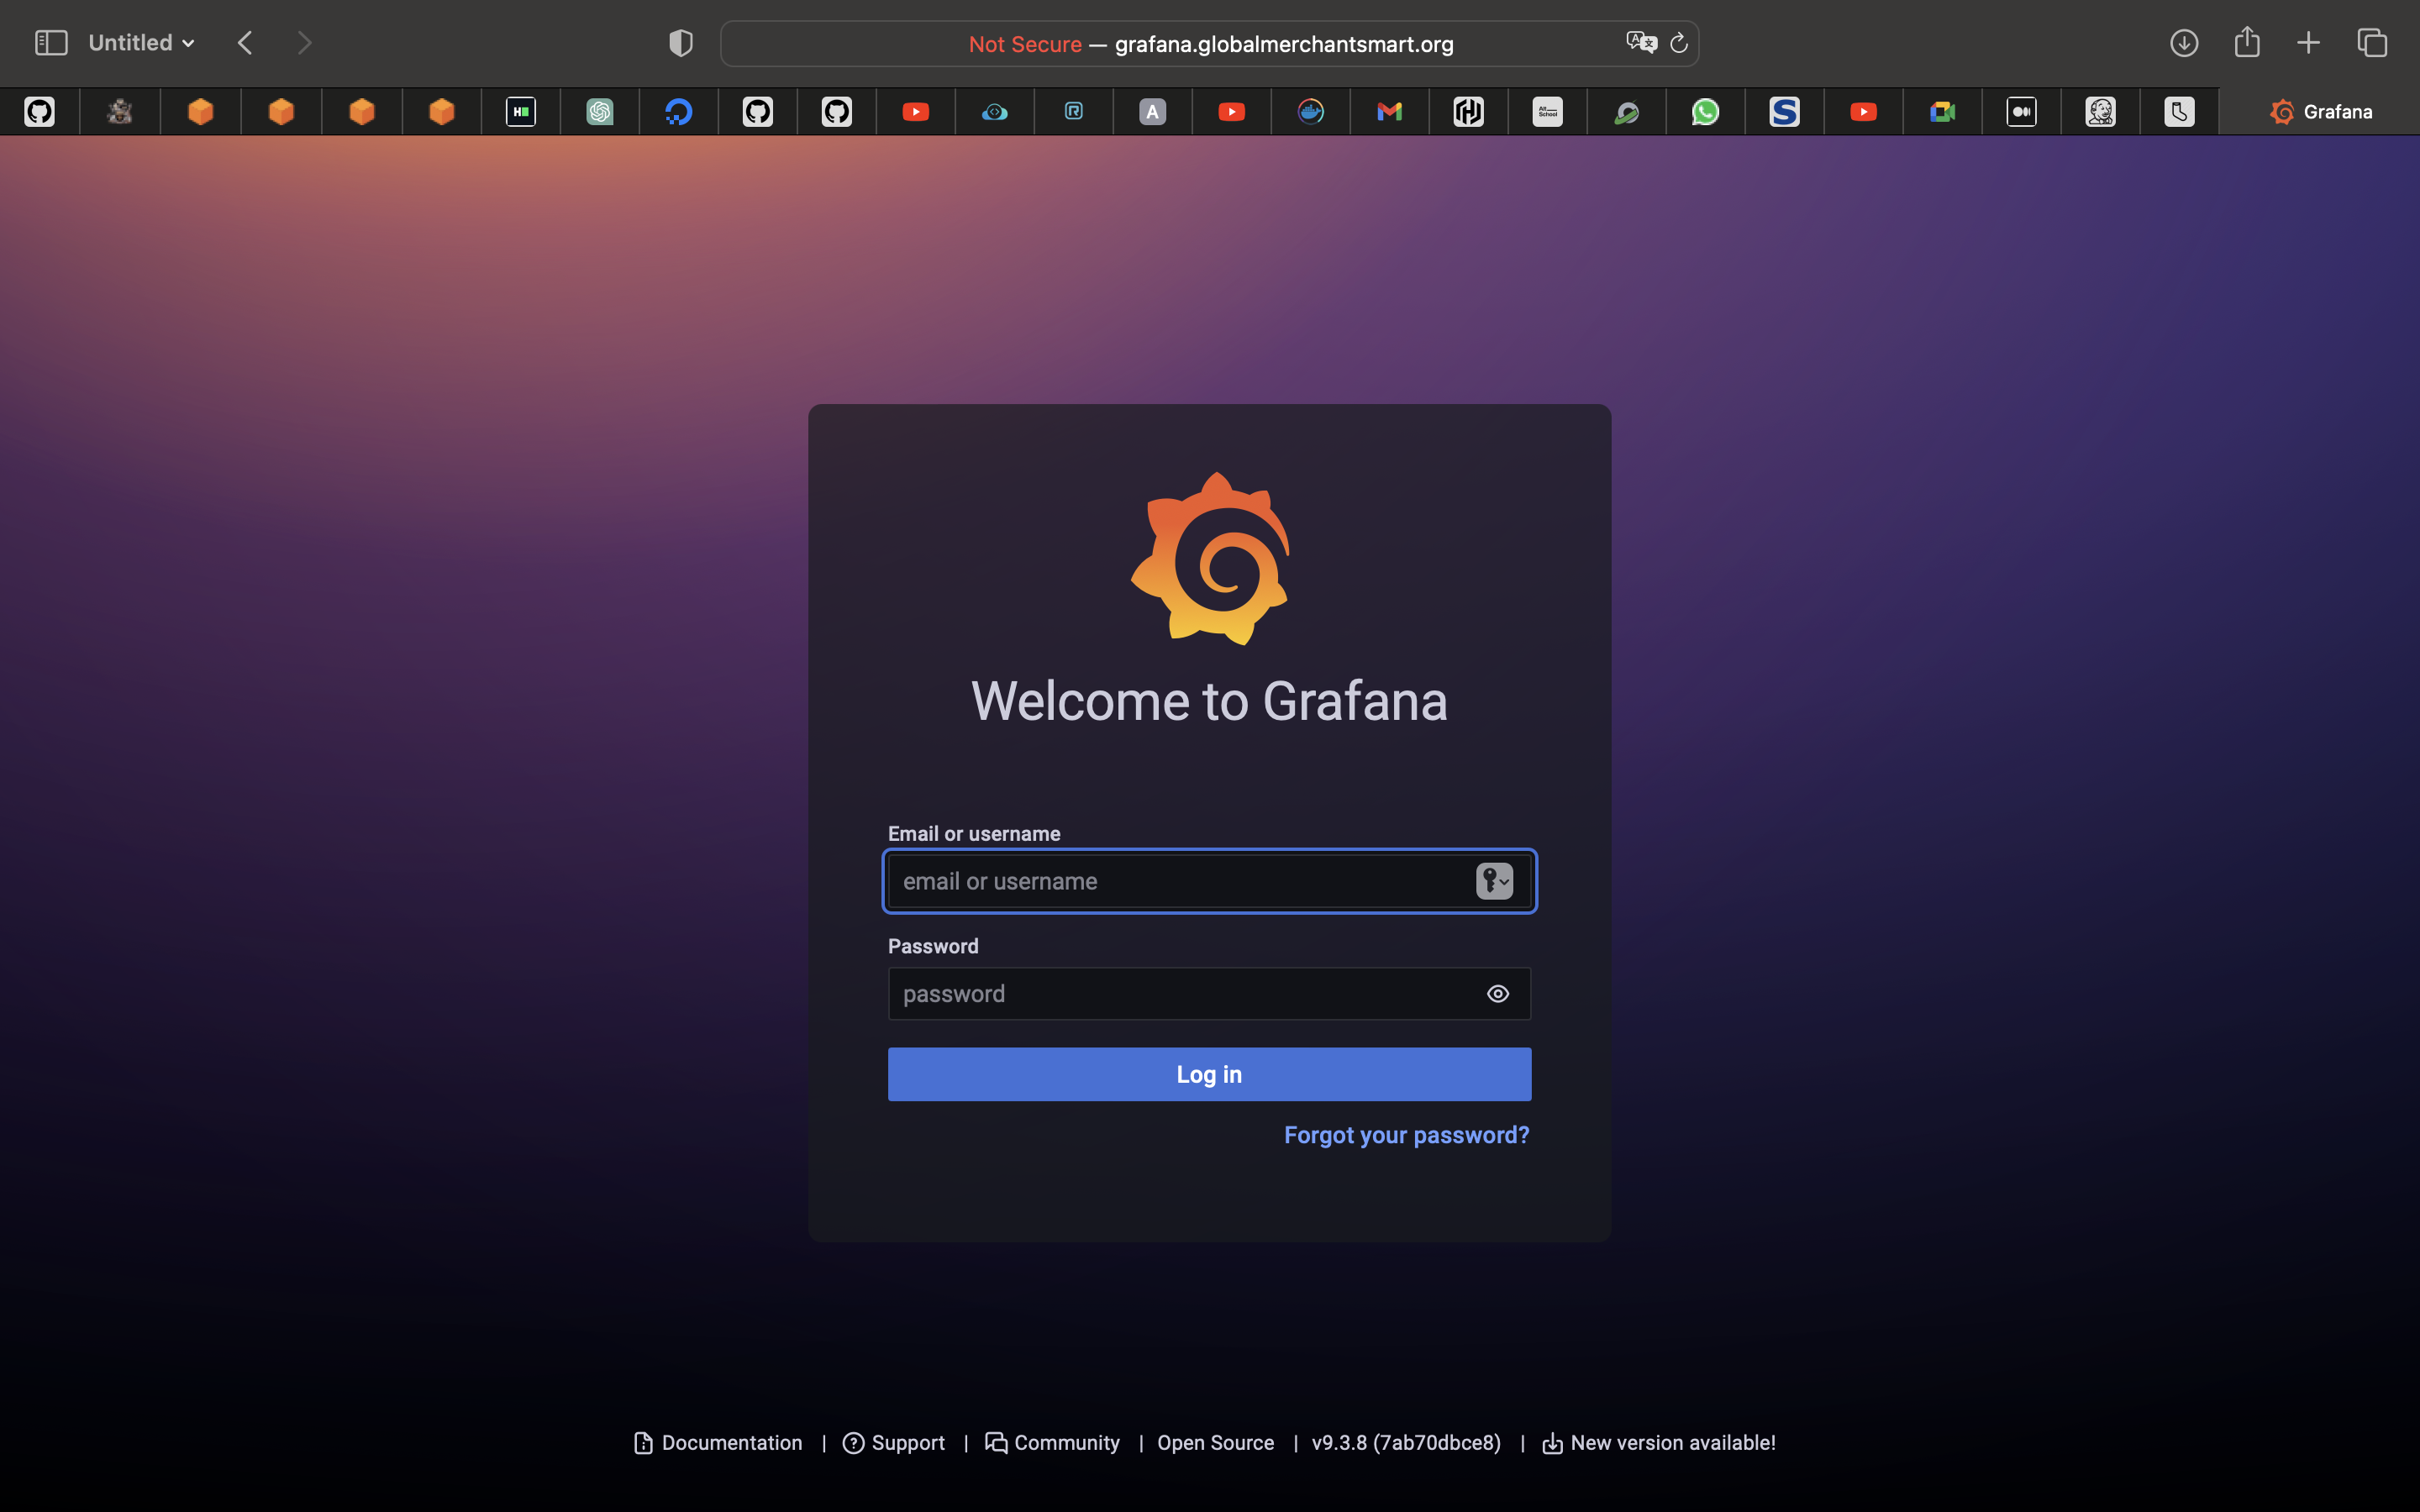 Untitled
Not Secure — grafana.globalmerchantsmart.org
Grafana
Welcome to Grafana
Email or username
email or username
Password
password
Log in
Forgot your password?
Documentation | Support | Community | Open Source | v9.3.8 (7ab70dbce8) | New version available!